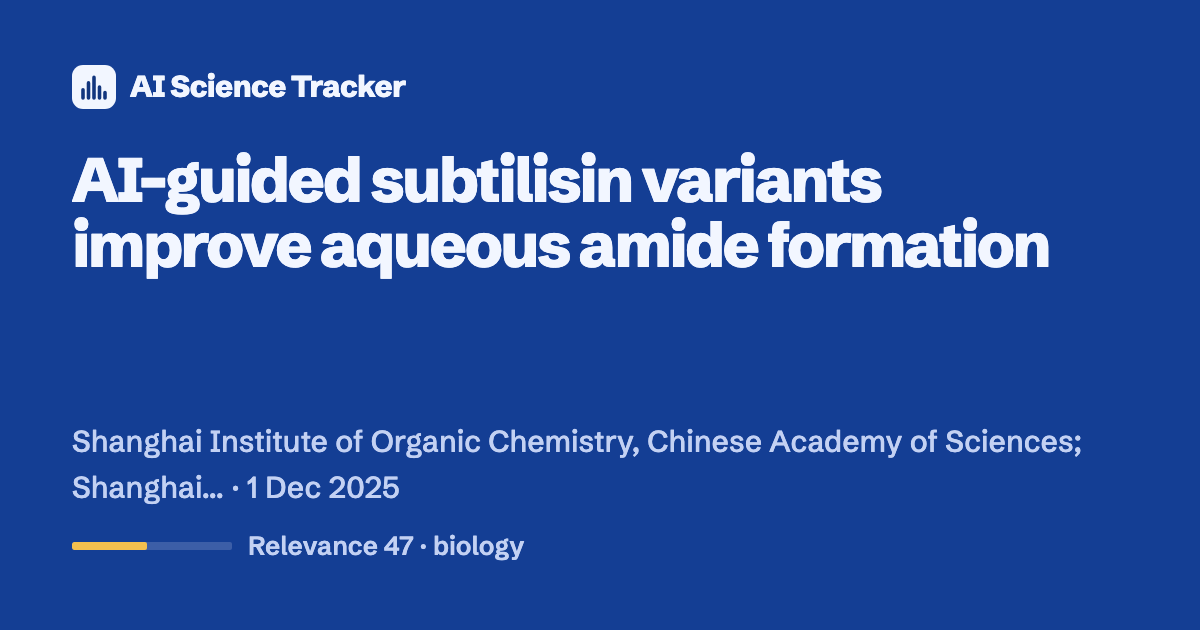 AI Science Tracker
AI-guided subtilisin variants
improve aqueous amide formation
Shanghai Institute of Organic Chemistry, Chinese Academy of Sciences;
Shanghai... · 1 Dec 2025
Relevance 47 · biology